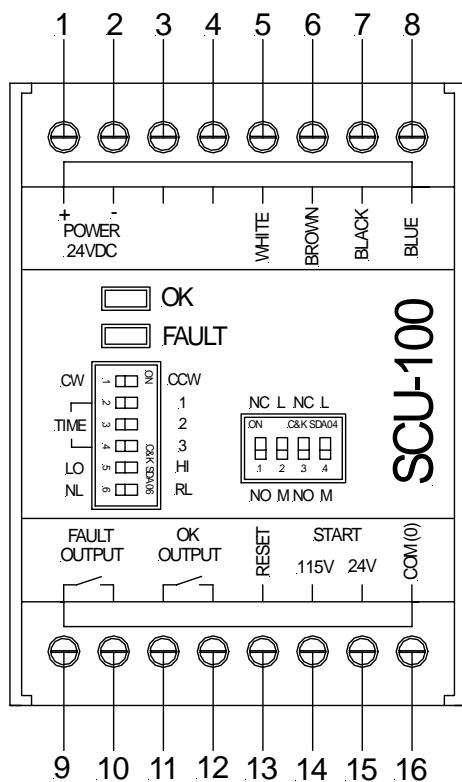 1 2 3 4 5 6 7 8
+ -
POWER
24VDC
WHITE
BROWN
BLACK
BLUE
OK
FAULT
SCU-100
CW 1 ON CCW
2 1
TIME 3 2
4 3
LO 5 HI
NL 6 RL
C&K SDA06
NC L NC L
ON C&K SDA04
1 2 3 4
NO M NO M
FAULT
OUTPUT
OK
OUTPUT
RESET
START
115V 24V
COM (0)
9 10 11 12 13 14 15 16